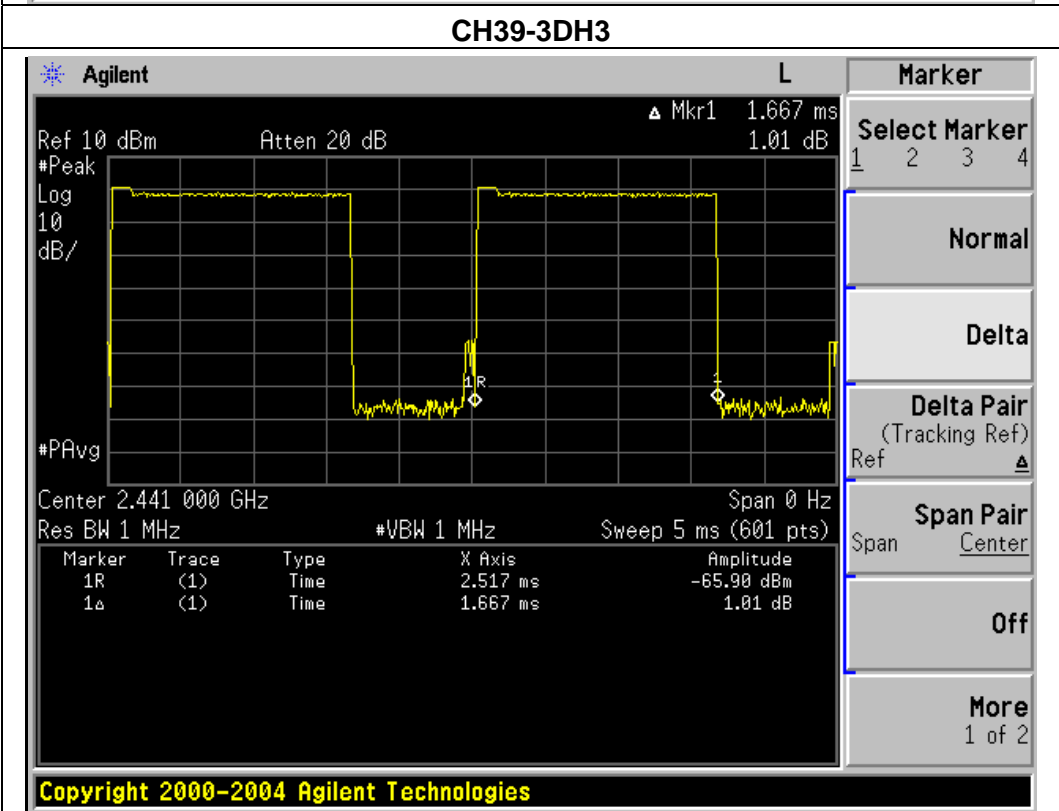 CH39-3DH3
Agilent L Marker
Δ Mkr1 1.667 ms
Ref 10 dBm Atten 20 dB 1.01 dB
#Peak
Log
10
dB/
1R
1
#PAvg
Center 2.441 000 GHz Span 0 Hz
Res BW 1 MHz #VBW 1 MHz Sweep 5 ms (601 pts)
Marker Trace Type X Axis Amplitude
1R (1) Time 2.517 ms -65.90 dBm
1Δ (1) Time 1.667 ms 1.01 dB
Select Marker
1 2 3 4
Normal
Delta
Delta Pair
(Tracking Ref)
Ref Δ
Span Pair
Span Center
Off
More
1 of 2
Copyright 2000-2004 Agilent Technologies